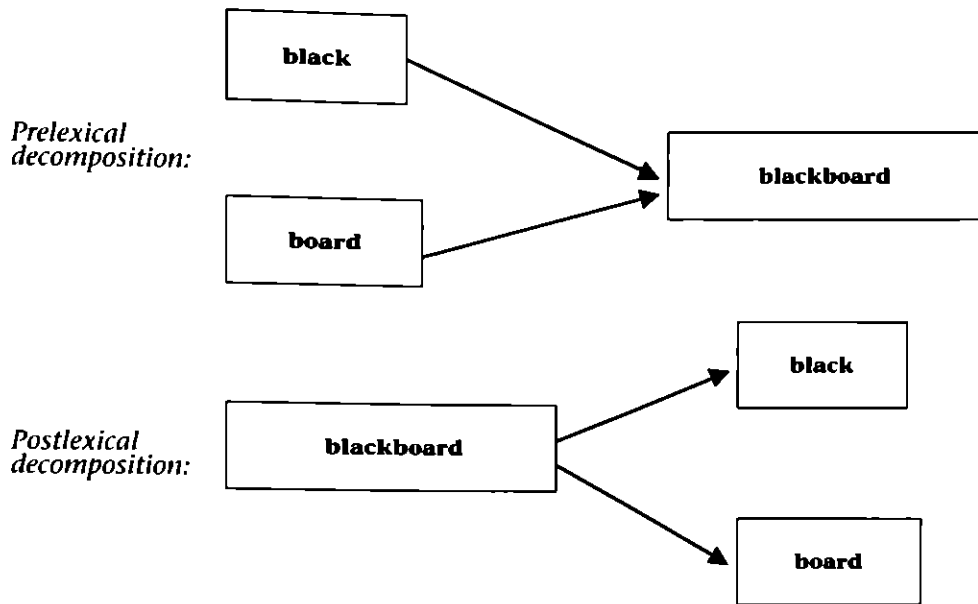 black
Prelexical
decomposition:
blackboard
board
black
Postlexical
decomposition:
blackboard
board